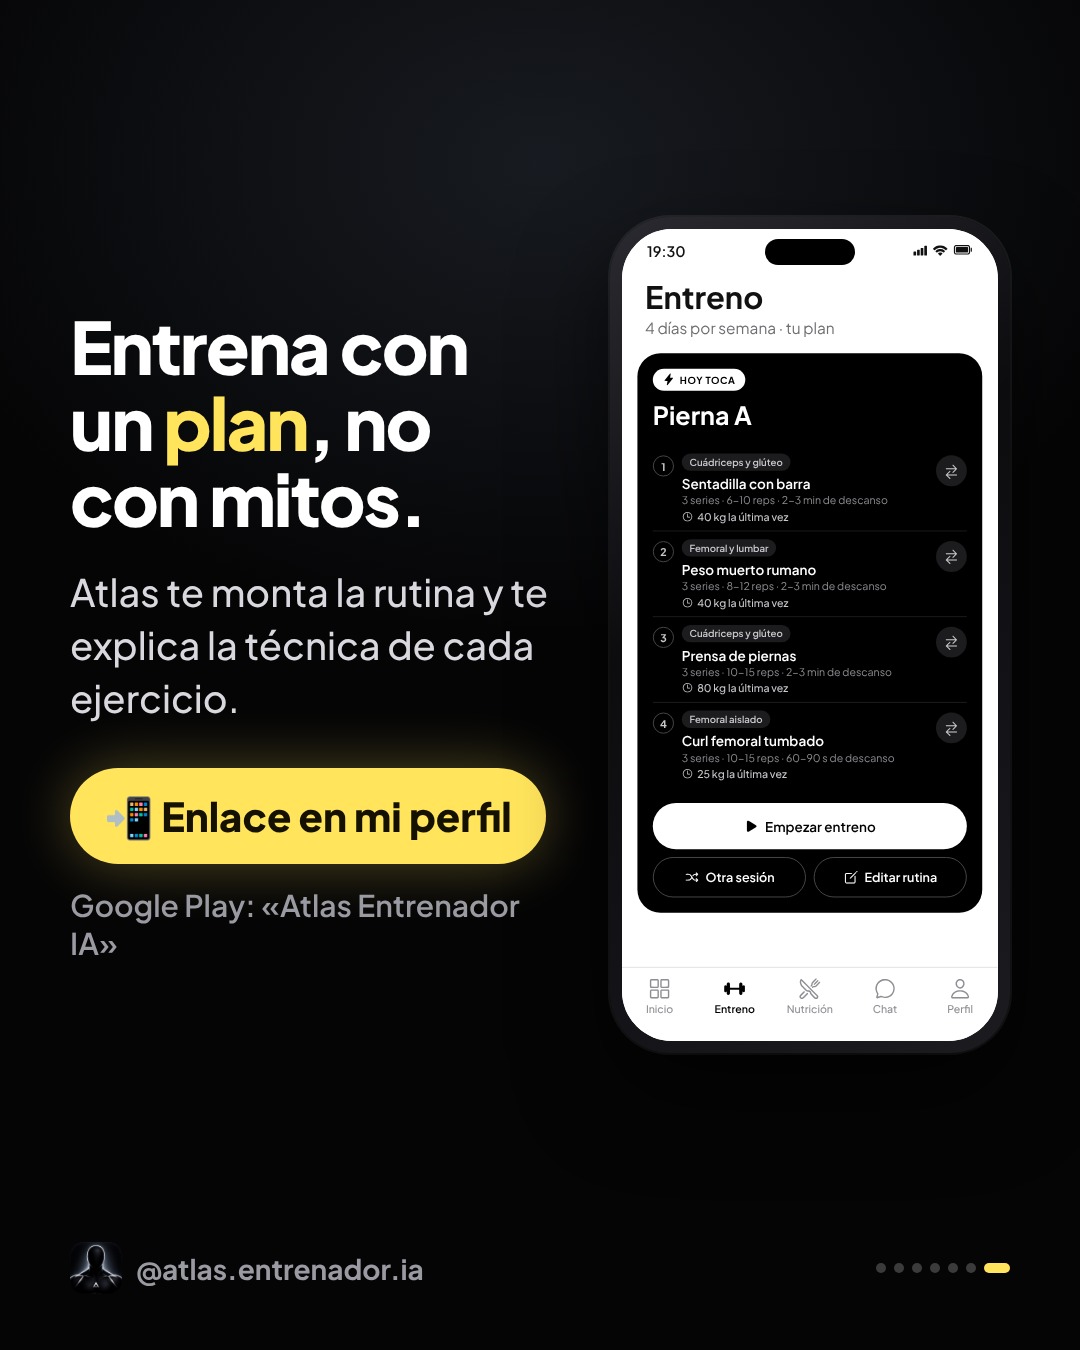 Entrena con
un plan, no
con mitos.
Atlas te monta la rutina y te
explica la técnica de cada
ejercicio.
📲 Enlace en mi perfil
Google Play: «Atlas Entrenador
IA»
19:30
Entreno
4 días por semana · tu plan
HOY TOCA
Pierna A
1
Cuádriceps y glúteo
Sentadilla con barra
3 series · 6–10 reps · 2–3 min de descanso
40 kg la última vez
2
Femoral y lumbar
Peso muerto rumano
3 series · 8–12 reps · 2–3 min de descanso
40 kg la última vez
3
Cuádriceps y glúteo
Prensa de piernas
3 series · 10–15 reps · 2–3 min de descanso
80 kg la última vez
4
Femoral aislado
Curl femoral tumbado
3 series · 10–15 reps · 60–90 s de descanso
25 kg la última vez
Empezar entreno
Otra sesión
Editar rutina
Inicio
Entreno
Nutrición
Chat
Perfil
@atlas.entrenador.ia